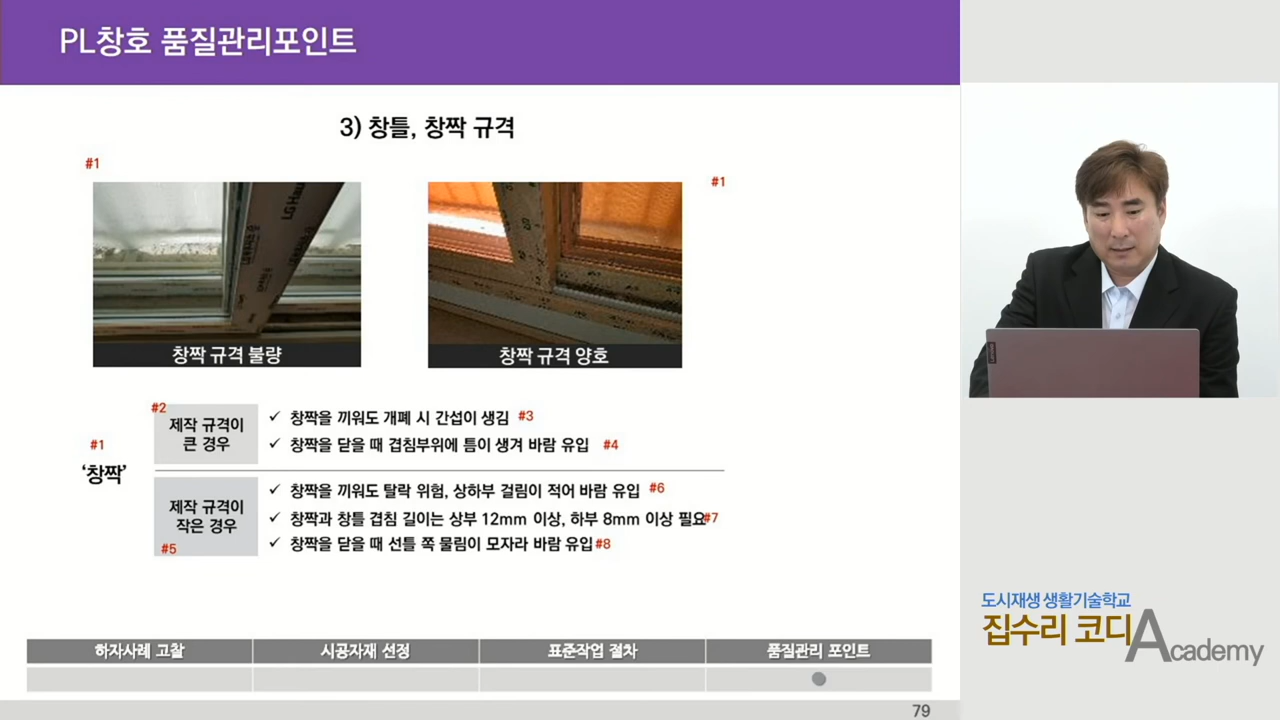 PL창호 품질관리포인트
3) 창틀, 창짝 규격
#1
#1
LG Hau
창짝 규격 불량
창짝 규격 양호
#1
'창짝'
#2
제작 규격이
큰 경우
✓ 창짝을 끼워도 개폐 시 간섭이 생김 #3
✓ 창짝을 닫을 때 겹침부위에 틈이 생겨 바람 유입 #4
제작 규격이
작은 경우
#5
✓ 창짝을 끼워도 탈락 위험, 상하부 걸림이 적어 바람 유입 #6
✓ 창짝과 창틀 겹침 길이는 상부 12mm 이상, 하부 8mm 이상 필요#7
✓ 창짝을 닫을 때 선틀 쪽 물림이 모자라 바람 유입#8
하자사례 고찰 시공자재 선정 표준작업 절차 품질관리 포인트
79
도시재생 생활기술학교
집수리 코디 Academy